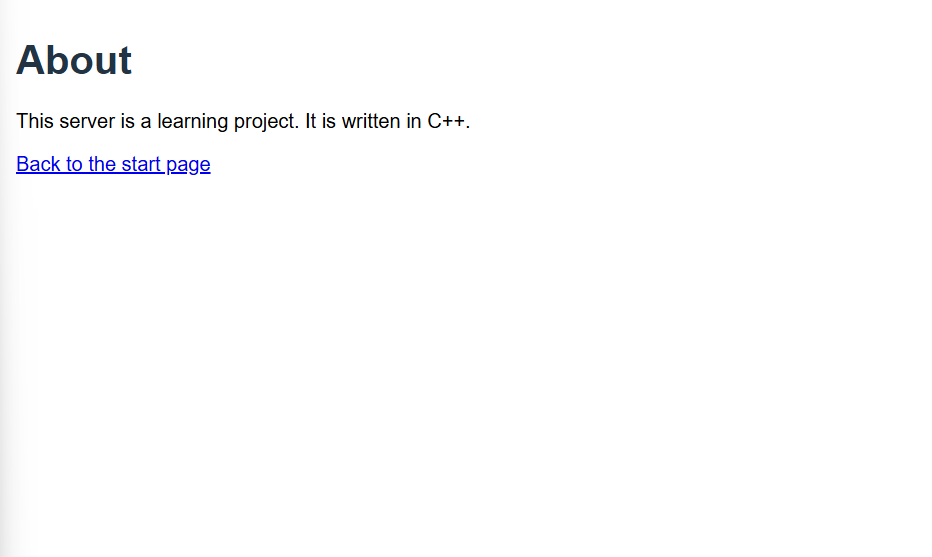 About
This server is a learning project. It is written in C++.
Back to the start page